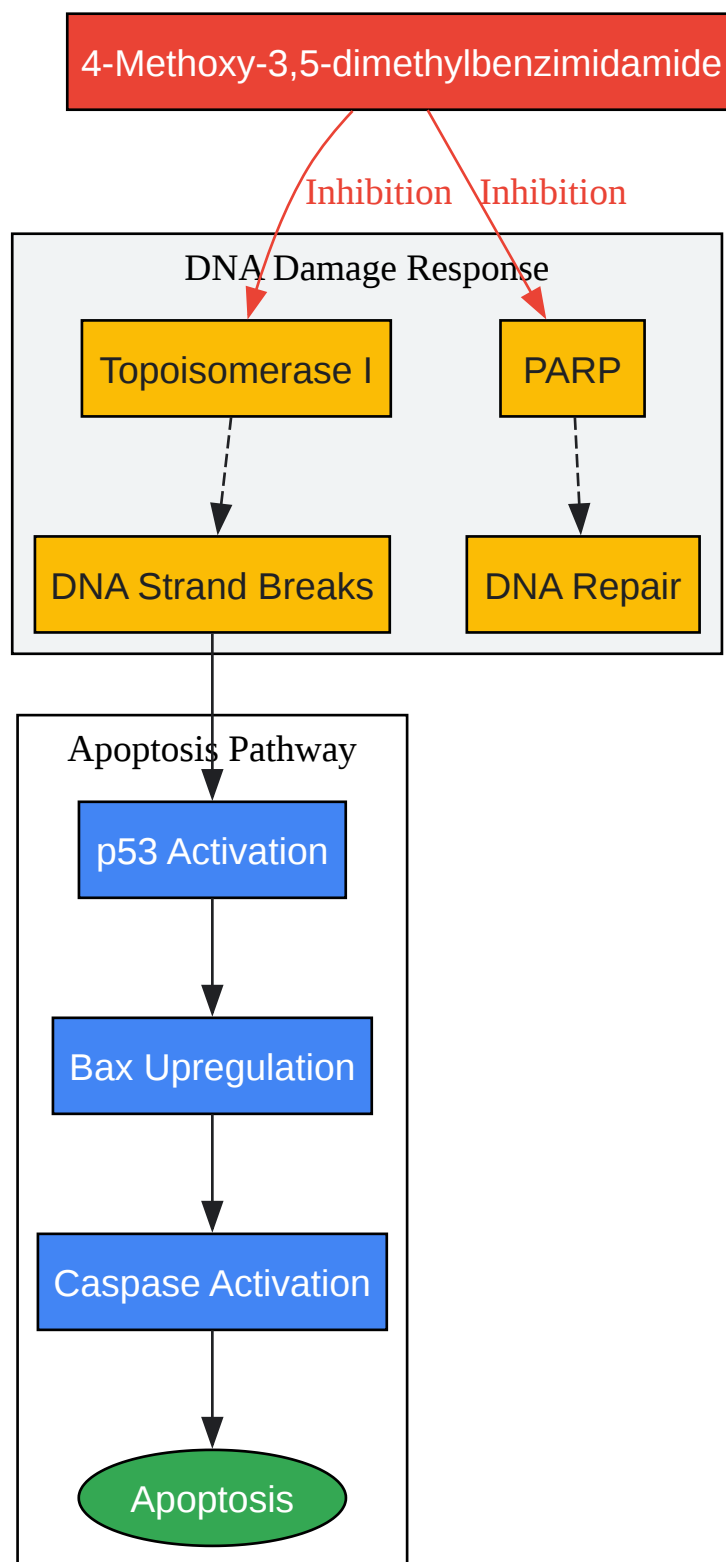 4-Methoxy-3,5-dimethylbenzimidamide
Inhibition
Inhibition
DNA Damage Response
Topoisomerase I
PARP
DNA Strand Breaks
DNA Repair
Apoptosis Pathway
p53 Activation
Bax Upregulation
Caspase Activation
Apoptosis